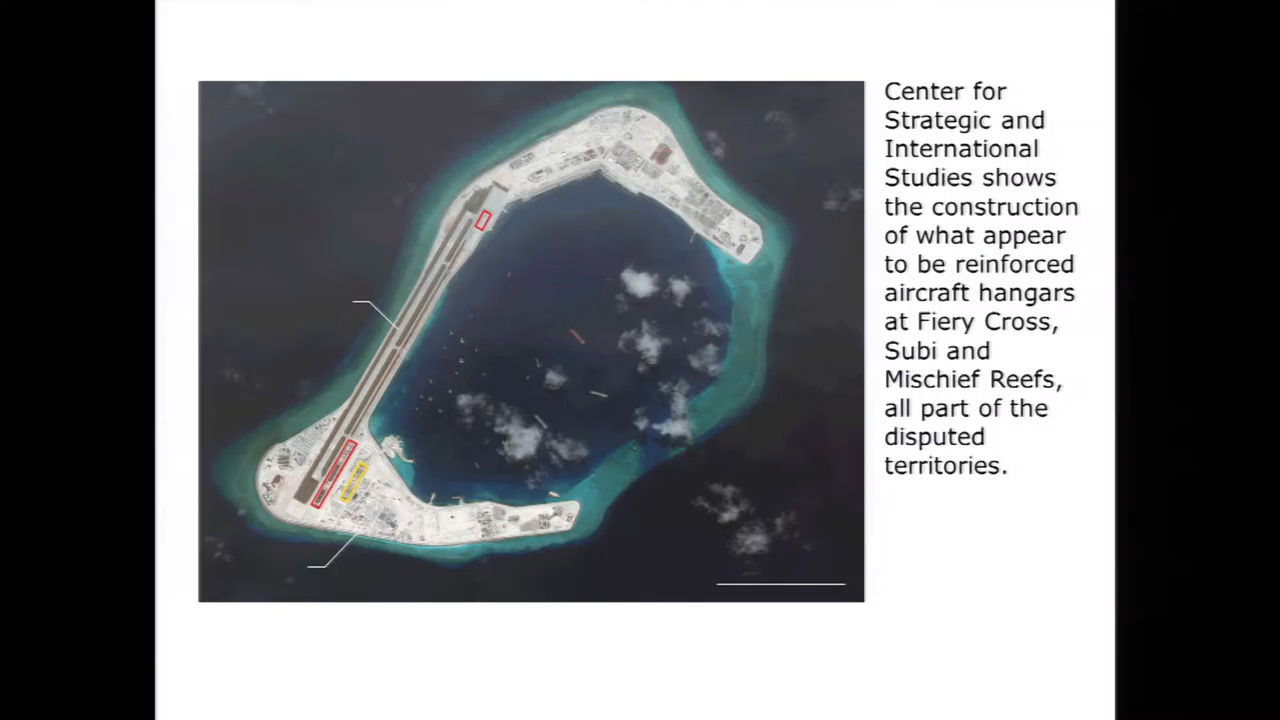 Center for
Strategic and
International
Studies shows
the construction
of what appear
to be reinforced
aircraft hangars
at Fiery Cross,
Subi and
Mischief Reefs,
all part of the
disputed
territories.